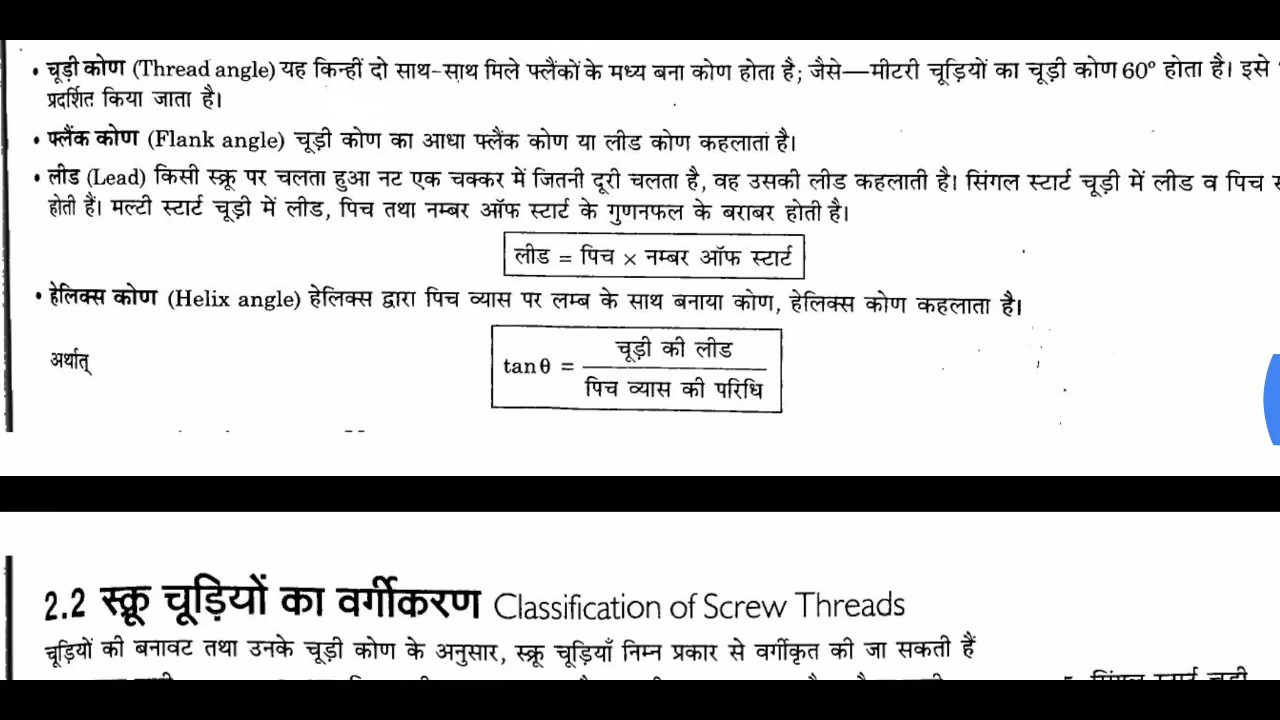 • चूड़ी कोण (Thread angle) यह किन्हीं दो साथ-साथ मिले फ्लैंकों के मध्य बना कोण होता है; जैसे—मीटरी चूड़ियों का चूड़ी कोण 60° होता है। इसे
प्रदर्शित किया जाता है।
• फ्लैंक कोण (Flank angle) चूड़ी कोण का आधा फ्लैंक कोण या लीड कोण कहलाता है।
• लीड (Lead) किसी स्क्रू पर चलता हुआ नट एक चक्कर में जितनी दूरी चलता है, वह उसकी लीड कहलाती है। सिंगल स्टार्ट चूड़ी में लीड व पिच
होती हैं। मल्टी स्टार्ट चूड़ी में लीड, पिच तथा नम्बर ऑफ स्टार्ट के गुणनफल के बराबर होती है।
लीड = पिच × नम्बर ऑफ स्टार्ट
• हेलिक्स कोण (Helix angle) हेलिक्स द्वारा पिच व्यास पर लम्ब के साथ बनाया कोण, हेलिक्स कोण कहलाता है।
चूड़ी की लीड
अर्थात् tan θ =
पिच व्यास की परिधि
2.2 स्क्रू चूड़ियों का वर्गीकरण Classification of Screw Threads
चूड़ियों की बनावट तथा उनके चूड़ी कोण के अनुसार, स्क्रू चूड़ियाँ निम्न प्रकार से वर्गीकृत की जा सकती हैं